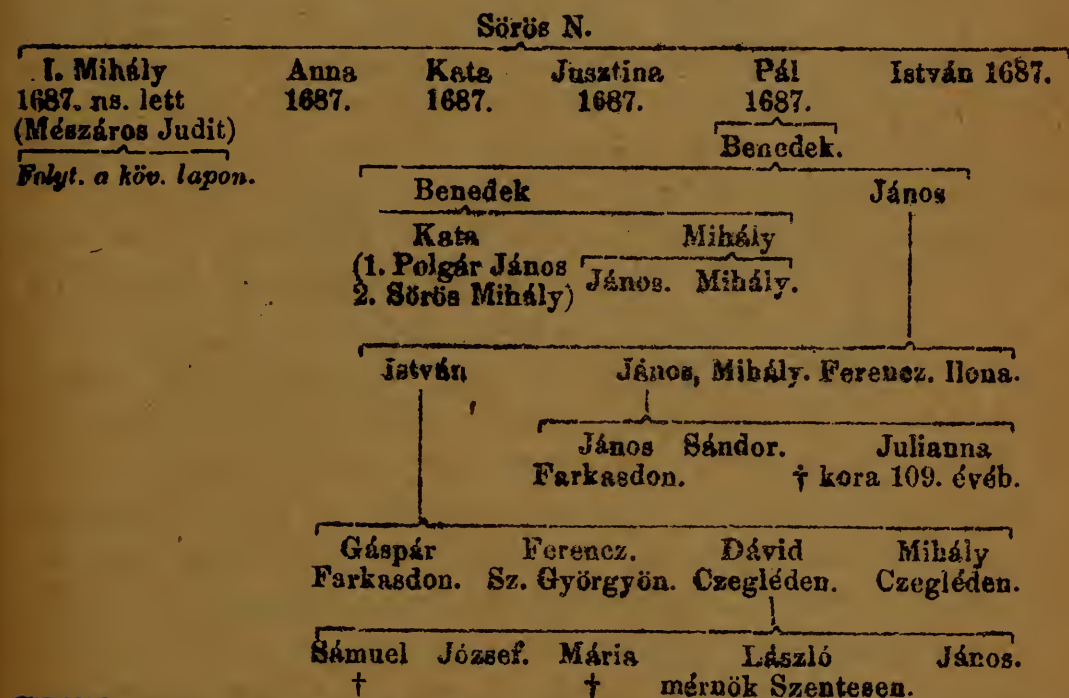 Sörös N.
I. Mihály Anna Kata Jusztina Pál István 1687.
1687. ns. lett 1687. 1687. 1687. 1687.
(Mészáros Judit)
Benedek.
Folyt. a köv. lapon.
Benedek János
Kata Mihály
(1. Polgár János
2. Sörös Mihály) János. Mihály.
István János, Mihály. Ferencz. Ilona.
János Sándor. Julianna
Farkasdon. † kora 109. évéb.
Gáspár Ferencz. Dávid Mihály
Farkasdon. Sz. Györgyön. Czegléden. Czegléden.
Sámuel József. Mária László János.
† † mérnök Szentesen.